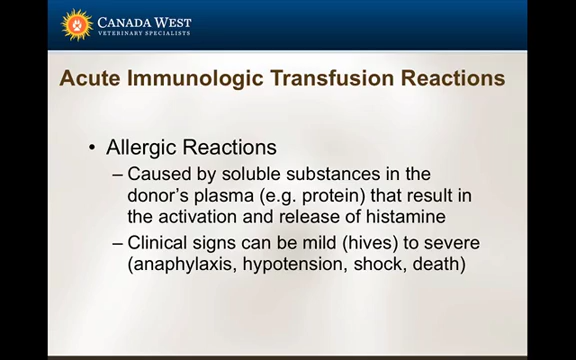 CANADA WEST
VETERINARY SPECIALISTS
Acute Immunologic Transfusion Reactions
• Allergic Reactions
– Caused by soluble substances in the
donor's plasma (e.g. protein) that result in
the activation and release of histamine
– Clinical signs can be mild (hives) to severe
(anaphylaxis, hypotension, shock, death)